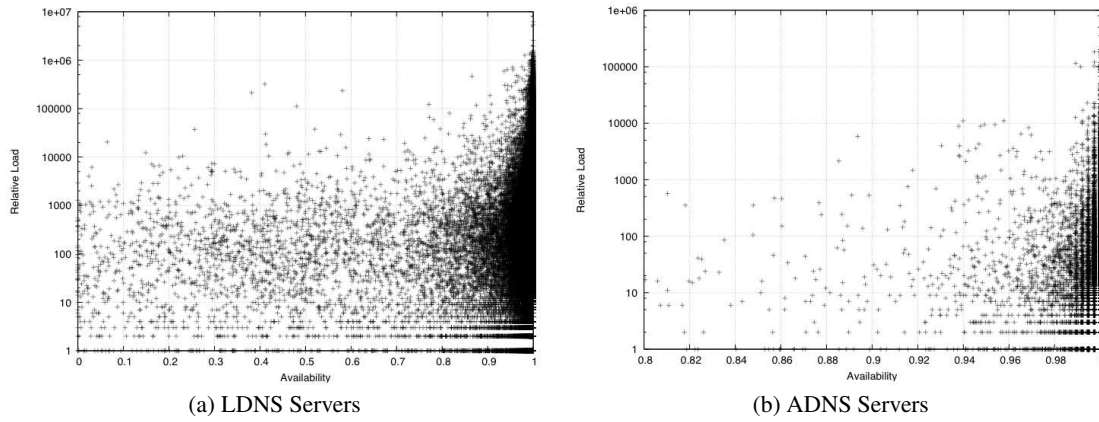 1e+07
1e+06
100000
10000
1000
100
10
1
Relative Load
0 0.1 0.2 0.3 0.4 0.5 0.6 0.7 0.8 0.9 1
Availability
(a) LDNS Servers
1e+06
100000
10000
1000
100
10
1
Relative Load
0.8 0.82 0.84 0.86 0.88 0.9 0.92 0.94 0.96 0.98
Availability
(b) ADNS Servers